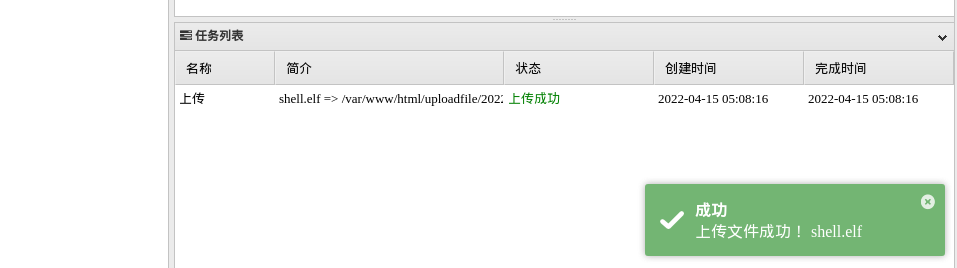 任务列表
名称 简介 状态 创建时间 完成时间
上传 shell.elf => /var/www/html/uploadfile/202 上传成功 2022-04-15 05:08:16 2022-04-15 05:08:16
成功
上传文件成功！ shell.elf